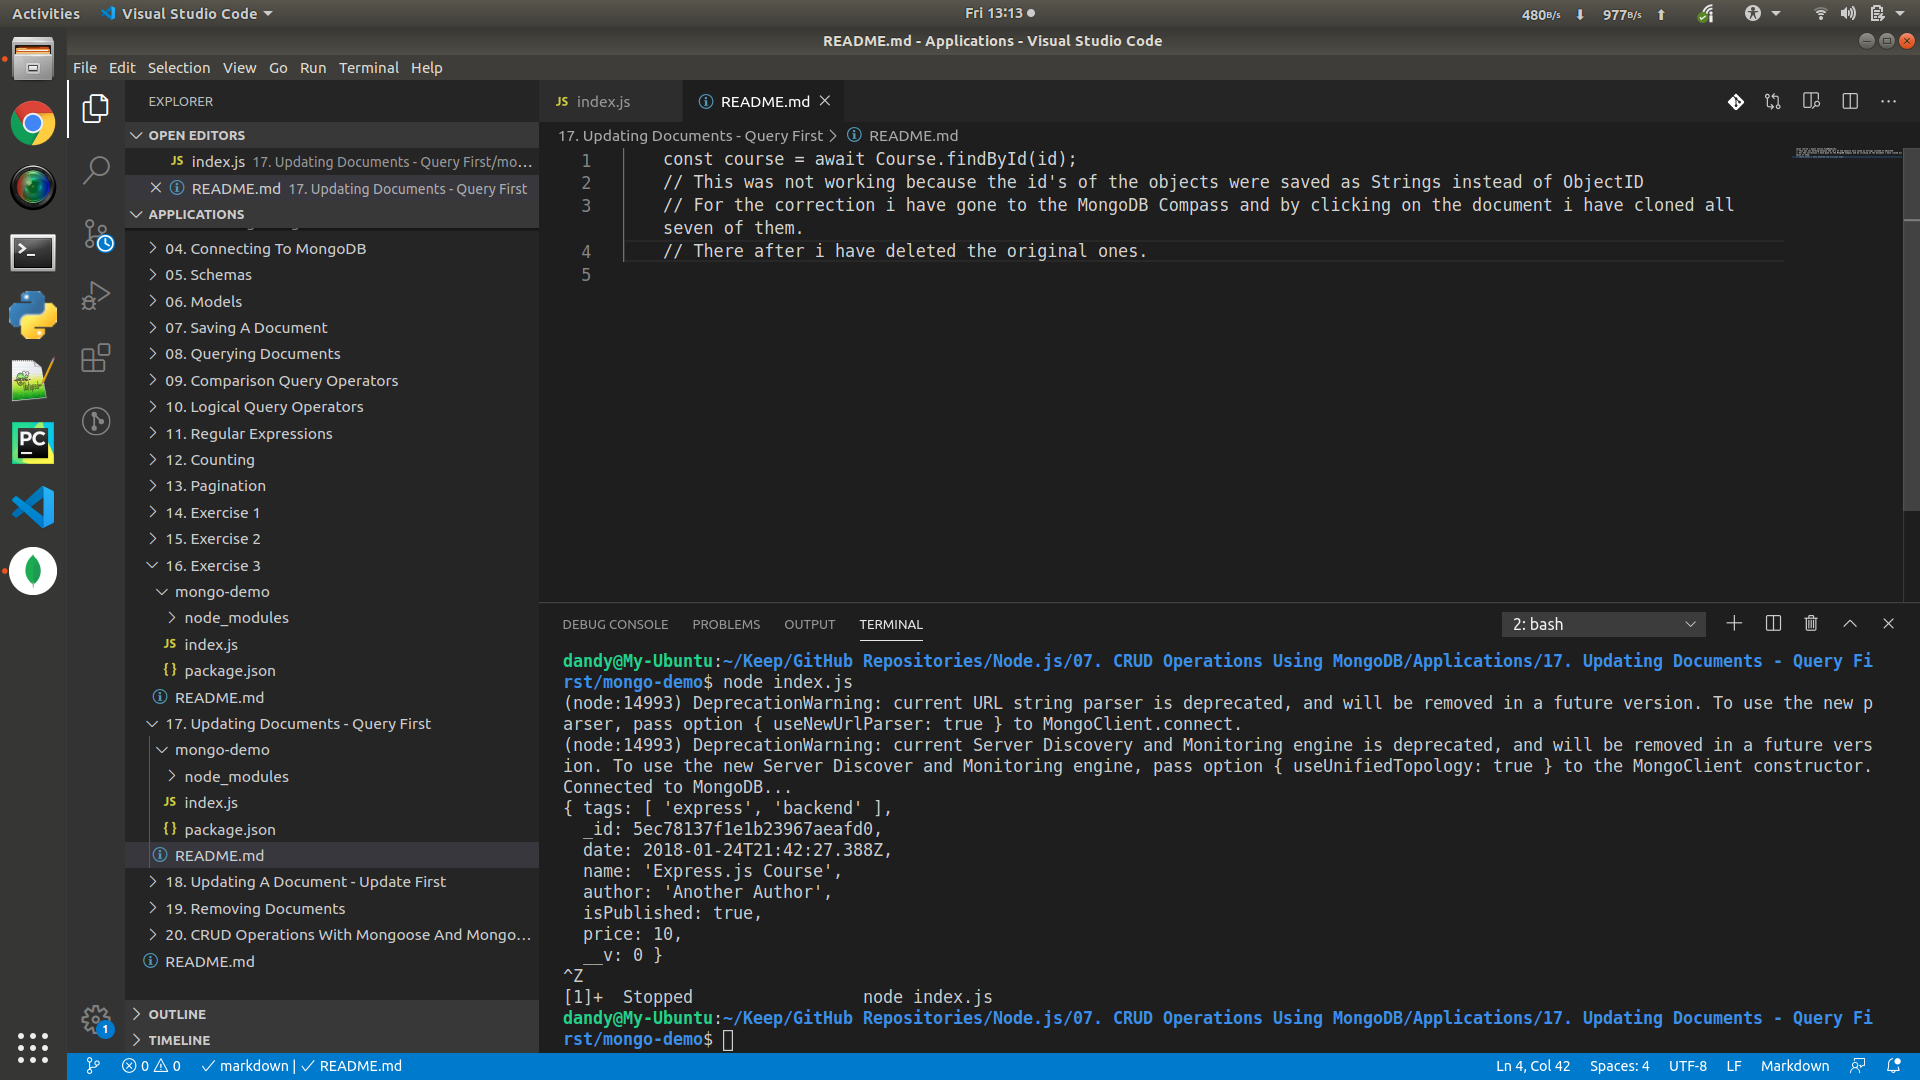 Activities
Visual Studio Code
Fri 13:13
480B/s
977B/s
README.md - Applications - Visual Studio Code
File Edit Selection View Go Run Terminal Help
EXPLORER
OPEN EDITORS
JS index.js 17. Updating Documents - Query First/mo...
README.md 17. Updating Documents - Query First
APPLICATIONS
04. Connecting To MongoDB
05. Schemas
06. Models
07. Saving A Document
08. Querying Documents
09. Comparison Query Operators
10. Logical Query Operators
11. Regular Expressions
12. Counting
13. Pagination
14. Exercise 1
15. Exercise 2
16. Exercise 3
mongo-demo
node_modules
JS index.js
{} package.json
README.md
17. Updating Documents - Query First
mongo-demo
node_modules
JS index.js
{} package.json
README.md
18. Updating A Document - Update First
19. Removing Documents
20. CRUD Operations With Mongoose And Mongo...
README.md
OUTLINE
TIMELINE
1
PC
JS index.js
README.md
17. Updating Documents - Query First > README.md
1 const course = await Course.findById(id);
2 // This was not working because the id's of the objects were saved as Strings instead of ObjectID
3 // For the correction i have gone to the MongoDB Compass and by clicking on the document i have cloned all
seven of them.
4 // There after i have deleted the original ones.
5
DEBUG CONSOLE PROBLEMS OUTPUT TERMINAL
2: bash
dandy@My-Ubuntu:~/Keep/GitHub Repositories/Node.js/07. CRUD Operations Using MongoDB/Applications/17. Updating Documents - Query Fi
rst/mongo-demo$ node index.js
(node:14993) DeprecationWarning: current URL string parser is deprecated, and will be removed in a future version. To use the new p
arser, pass option { useNewUrlParser: true } to MongoClient.connect.
(node:14993) DeprecationWarning: current Server Discovery and Monitoring engine is deprecated, and will be removed in a future vers
ion. To use the new Server Discover and Monitoring engine, pass option { useUnifiedTopology: true } to the MongoClient constructor.
Connected to MongoDB...
{ tags: [ 'express', 'backend' ],
_id: 5ec78137f1e1b23967aeafd0,
date: 2018-01-24T21:42:27.388Z,
name: 'Express.js Course',
author: 'Another Author',
isPublished: true,
price: 10,
__v: 0 }
^Z
[1]+ Stopped node index.js
dandy@My-Ubuntu:~/Keep/GitHub Repositories/Node.js/07. CRUD Operations Using MongoDB/Applications/17. Updating Documents - Query Fi
rst/mongo-demo$
0 0
markdown | README.md
Ln 4, Col 42
Spaces: 4
UTF-8
LF
Markdown